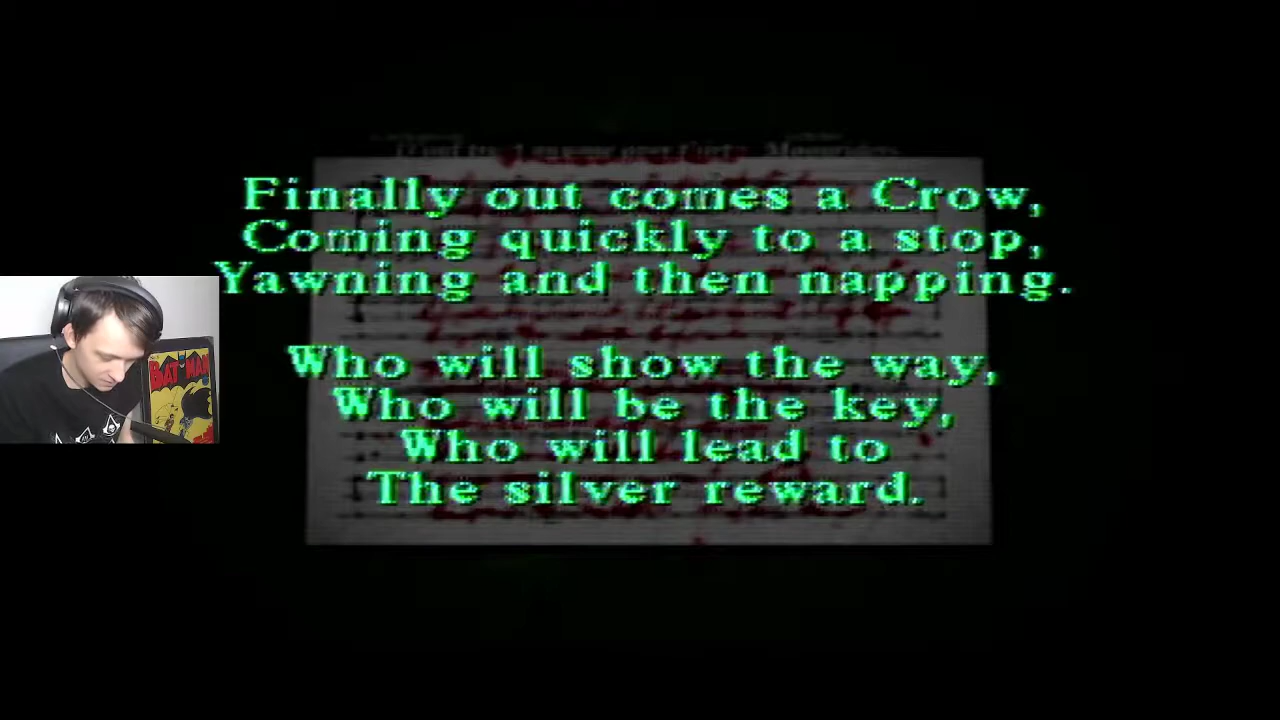 Finally out comes a Crow,
Coming quickly to a stop,
Yawning and then napping.
Who will show the way,
Who will be the key,
Who will lead to
The silver reward.
BATMAN